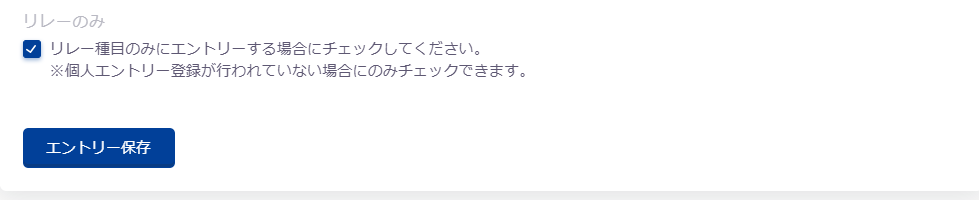 リレーのみ
リレー種目のみにエントリーする場合にチェックしてください。
※個人エントリー登録が行われていない場合にのみチェックできます。
エントリー保存